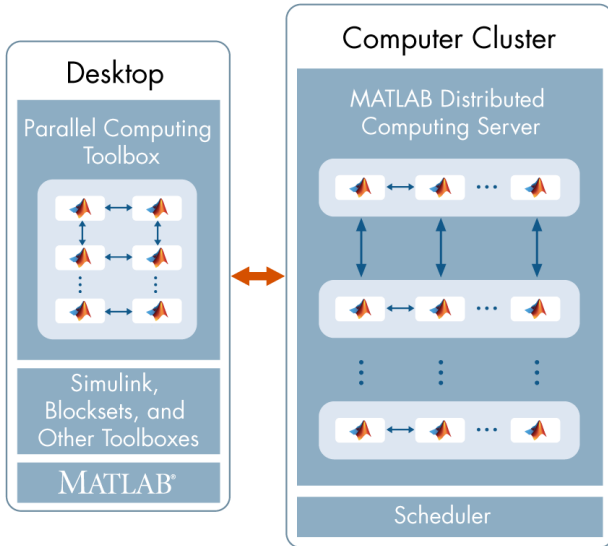 Desktop
Parallel Computing
Toolbox
Simulink,
Blocksets, and
Other Toolboxes
MATLAB®
Computer Cluster
MATLAB Distributed
Computing Server
Scheduler